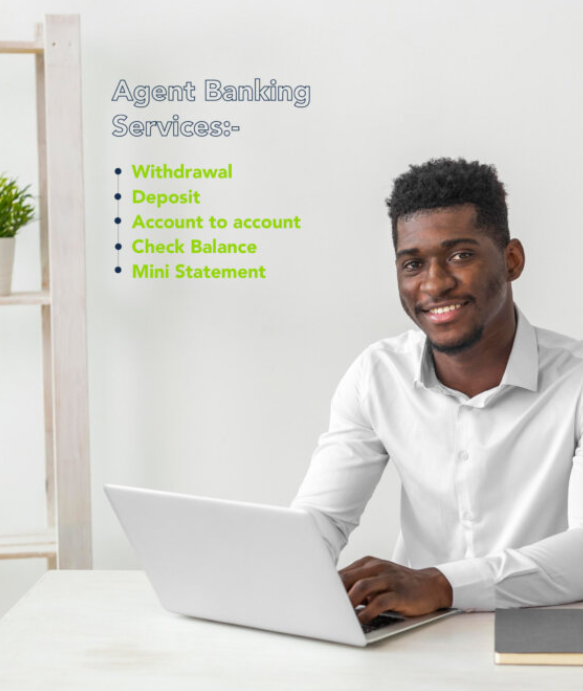 Agent Banking
Services:-
Withdrawal
Deposit
Account to account
Check Balance
Mini Statement